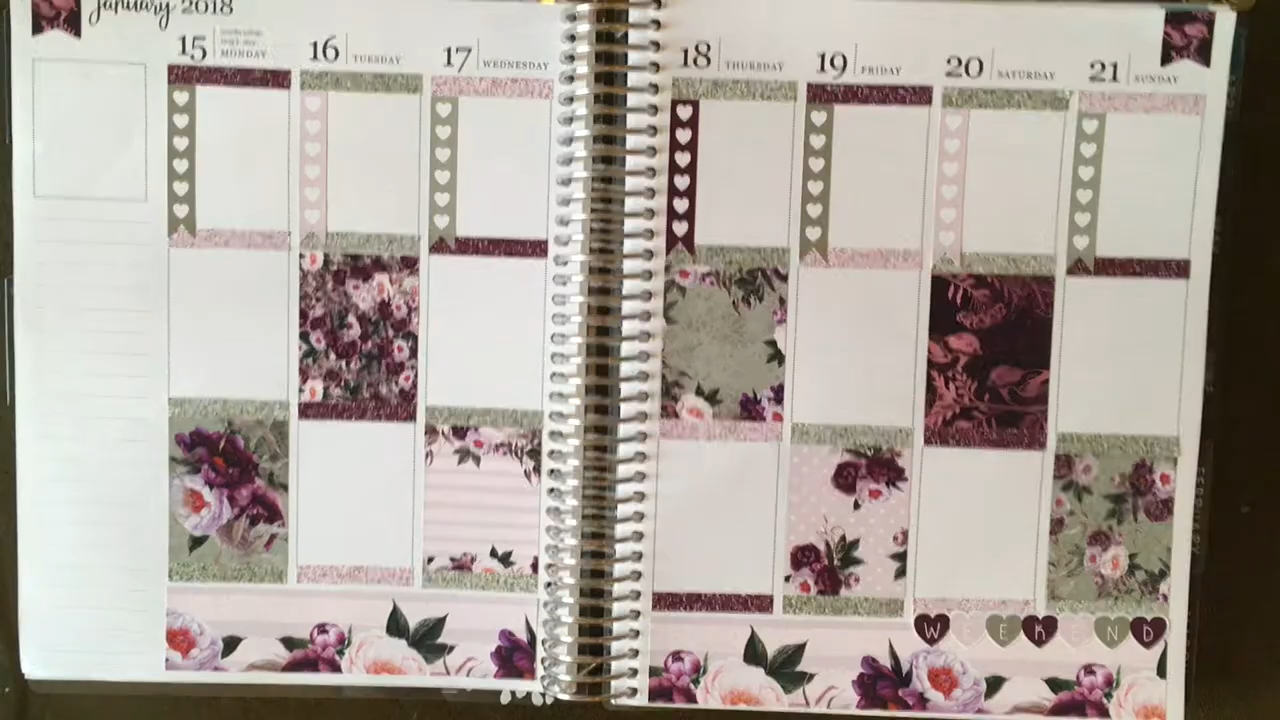 January 2018
15 MONDAY
16 TUESDAY
17 WEDNESDAY
18 THURSDAY
19 FRIDAY
20 SATURDAY
21 SUNDAY
WEEKEND